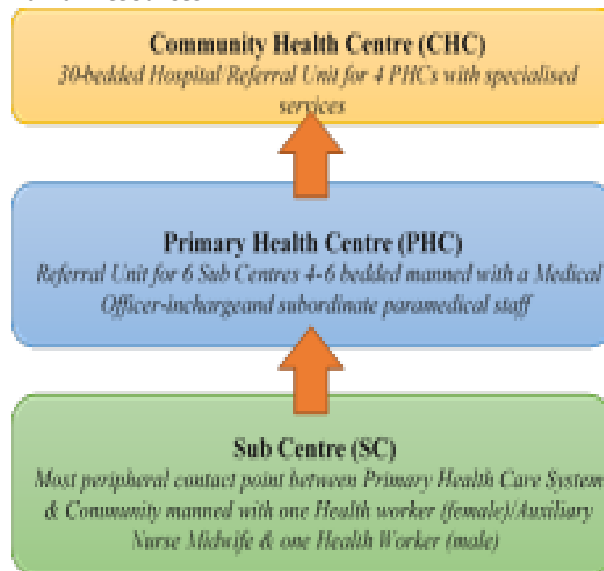 Community Health Centre (CHC)
30-bedded Hospital Referral Unit for 4 PHCs with specialised
services
Primary Health Centre (PHC)
Referral Unit for 6 Sub Centres 4-6 bedded manned with a Medical
Officer-inchargeand subordinate paramedical staff
Sub Centre (SC)
Most peripheral contact point between Primary Health Care System
& Community manned with one Health worker (female)/Auxiliary
Nurse Midwife & one Health Worker (male)